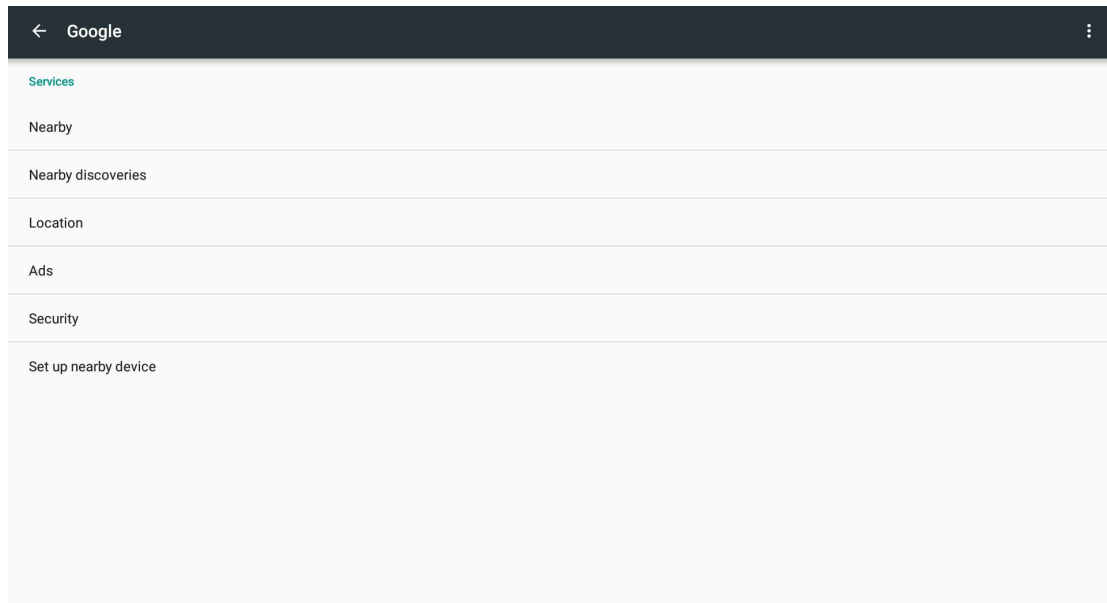 Google
Services
Nearby
Nearby discoveries
Location
Ads
Security
Set up nearby device